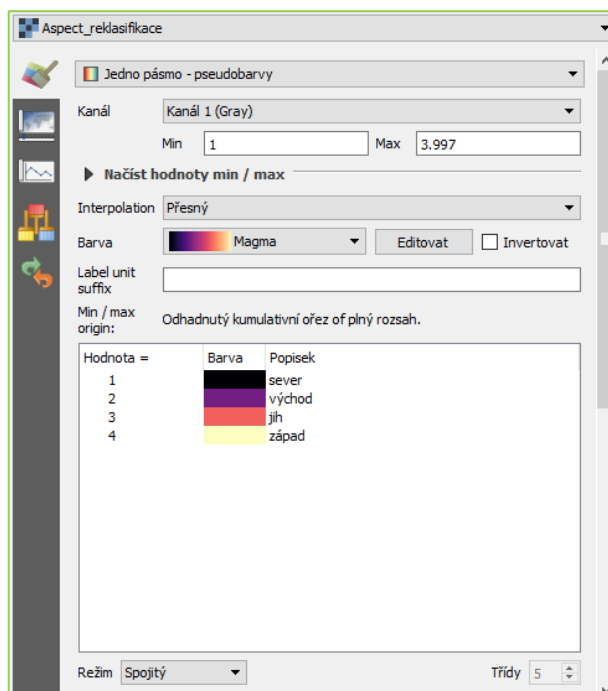 Aspect_reklasifikace
Jedno pásmo - pseudobarvy
Kanál Kanál 1 (Gray)
Min 1 Max 3.997
Načíst hodnoty min / max
Interpolation Přesný
Barva Magma Editovat Invertovat
Label unit
suffix
Min / max
origin: Odhadnutý kumulativní ořez of plný rozsah.
Hodnota = Barva Popisek
1 sever
2 východ
3 jih
4 západ
Režim Spojitý Třídy 5